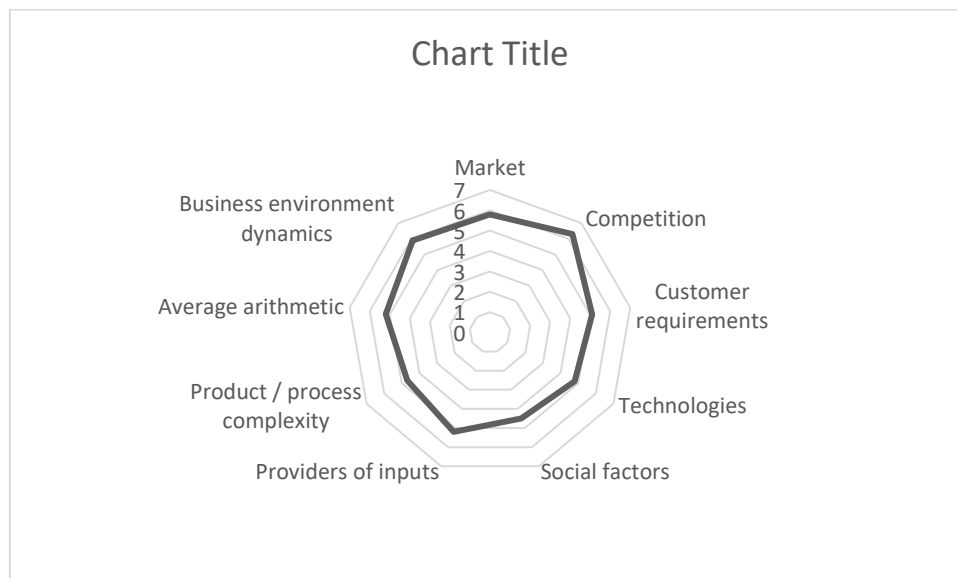 Chart Title
Market
7
6
5
4
3
2
1
0
Competition
Customer
requirements
Technologies
Social factors
Providers of inputs
Product / process
complexity
Average arithmetic
Business environment
dynamics